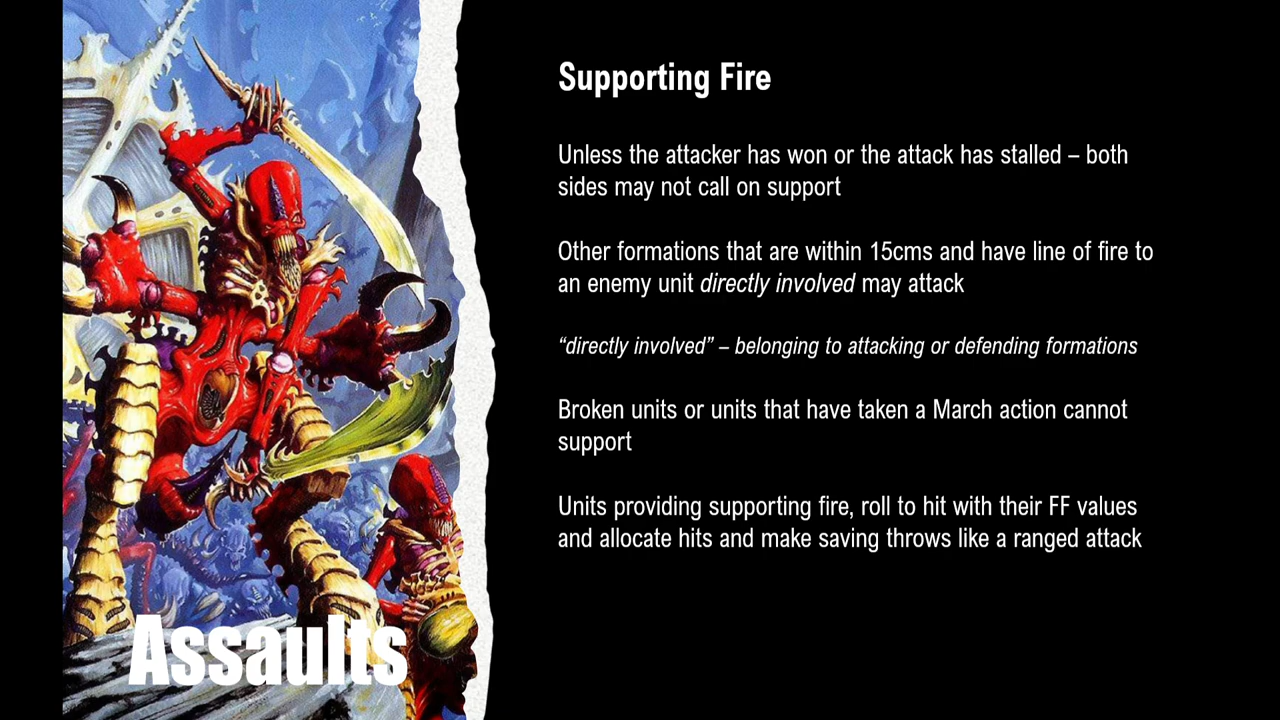 Supporting Fire
Unless the attacker has won or the attack has stalled – both
sides may not call on support
Other formations that are within 15cms and have line of fire to
an enemy unit directly involved may attack
“directly involved” – belonging to attacking or defending formations
Broken units or units that have taken a March action cannot
support
Units providing supporting fire, roll to hit with their FF values
and allocate hits and make saving throws like a ranged attack
Assaults